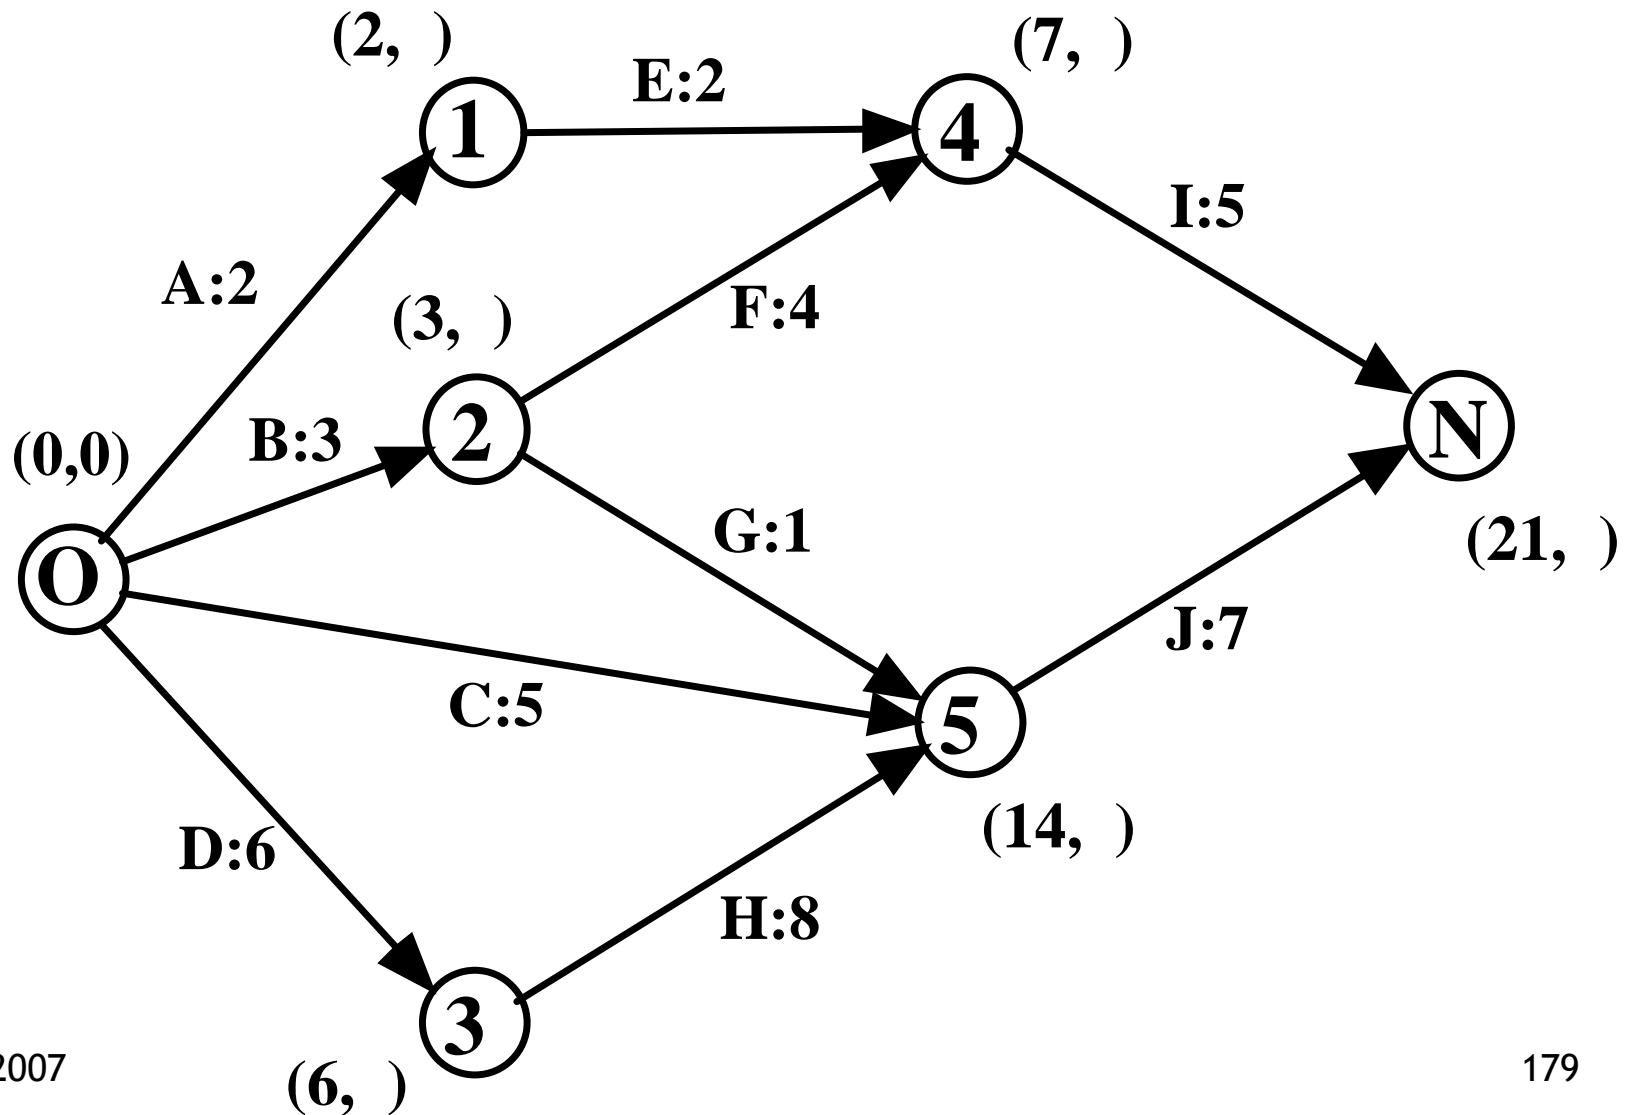 (2,  )
(7,  )
E:2
1
4
I:5
A:2
(3,  )
F:4
B:3
2
N
(0,0)
G:1
(21,  )
O
J:7
C:5
5
(14,  )
D:6
H:8
3
2007
(6,  )
179